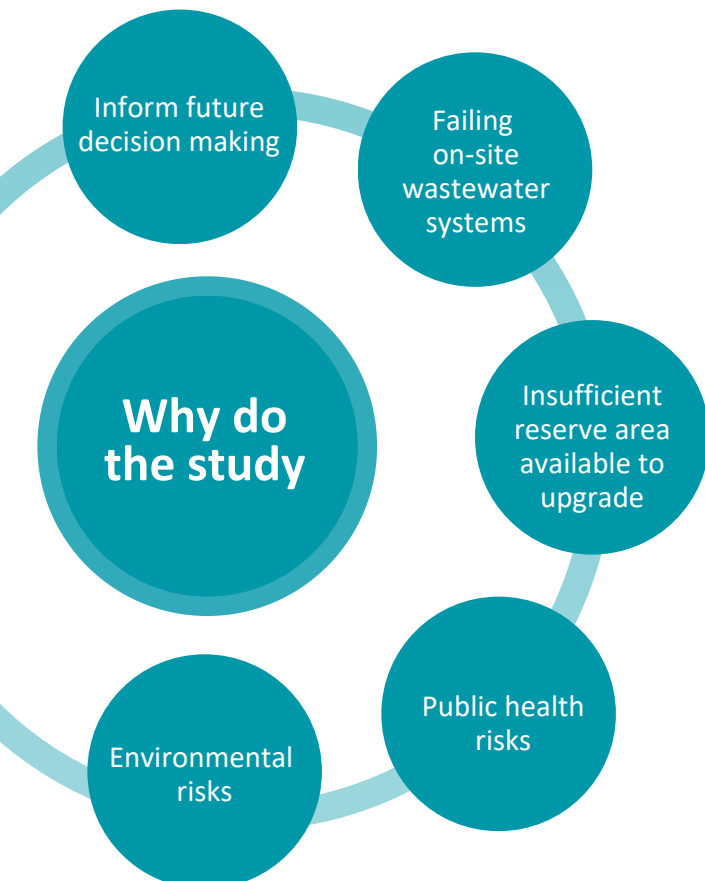 Inform future
decision making
Failing
on-site
wastewater
systems
Why do
the study
Insufficient
reserve area
available to
upgrade
Public health
risks
Environmental
risks